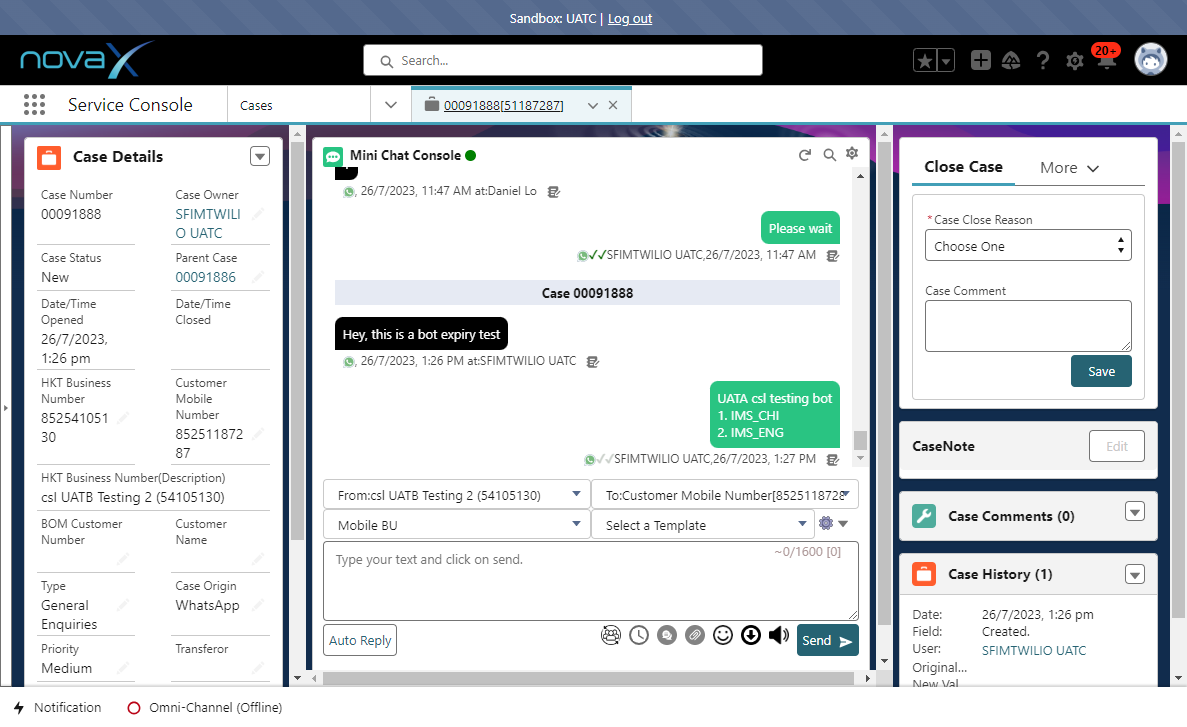 Sandbox: UATC | Log out
novaX
Search...
20+
Service Console
Cases
00091888[51187287]
Case Details
Case Number
00091888
Case Owner
SFIMTWILI
O UATC
Case Status
New
Parent Case
00091886
Date/Time
Opened
26/7/2023,
1:26 pm
Date/Time
Closed
HKT Business
Number
852541051
30
Customer
Mobile
Number
852511872
87
HKT Business Number(Description)
csl UATB Testing 2 (54105130)
BOM Customer
Number
Customer
Name
Type
General
Enquiries
Case Origin
WhatsApp
Priority
Medium
Transferor
Mini Chat Console
, 26/7/2023, 11:47 AM at:Daniel Lo
Please wait
SFIMTWILIO UATC,26/7/2023, 11:47 AM
Case 00091888
Hey, this is a bot expiry test
, 26/7/2023, 1:26 PM at:SFIMTWILIO UATC
UATA csl testing bot
1. IMS_CHI
2. IMS_ENG
SFIMTWILIO UATC,26/7/2023, 1:27 PM
From:csl UATB Testing 2 (54105130)
To:Customer Mobile Number[8525118728
Mobile BU
Select a Template
Type your text and click on send.
~0/1600 [0]
Auto Reply
Send
Close Case
More
*Case Close Reason
Choose One
Case Comment
Save
CaseNote
Edit
Case Comments (0)
Case History (1)
Date:
26/7/2023, 1:26 pm
Field:
Created.
User:
SFIMTWILIO UATC
Original...
New Val
Notification
Omni-Channel (Offline)